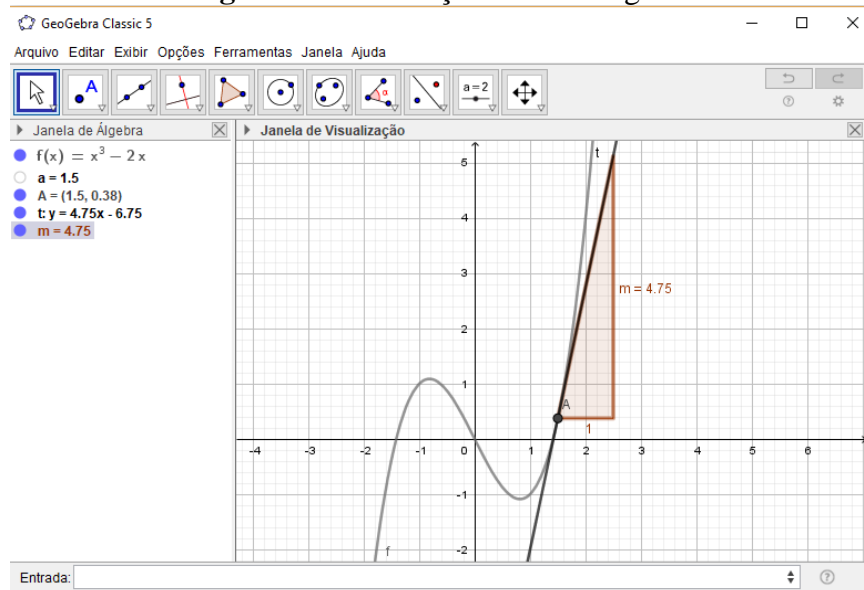 GeoGebra Classic 5
Arquivo Editar Exibir Opções Ferramentas Janela Ajuda
A
α
a=2
Janela de Álgebra
Janela de Visualização
f(x) = x³ − 2 x
a = 1.5
A = (1.5, 0.38)
t: y = 4.75x - 6.75
m = 4.75
t
5
4
3
m = 4.75
2
1
A
1
-4 -3 -2 -1 0 1 2 3 4 5 6
-1
f
-2
Entrada: